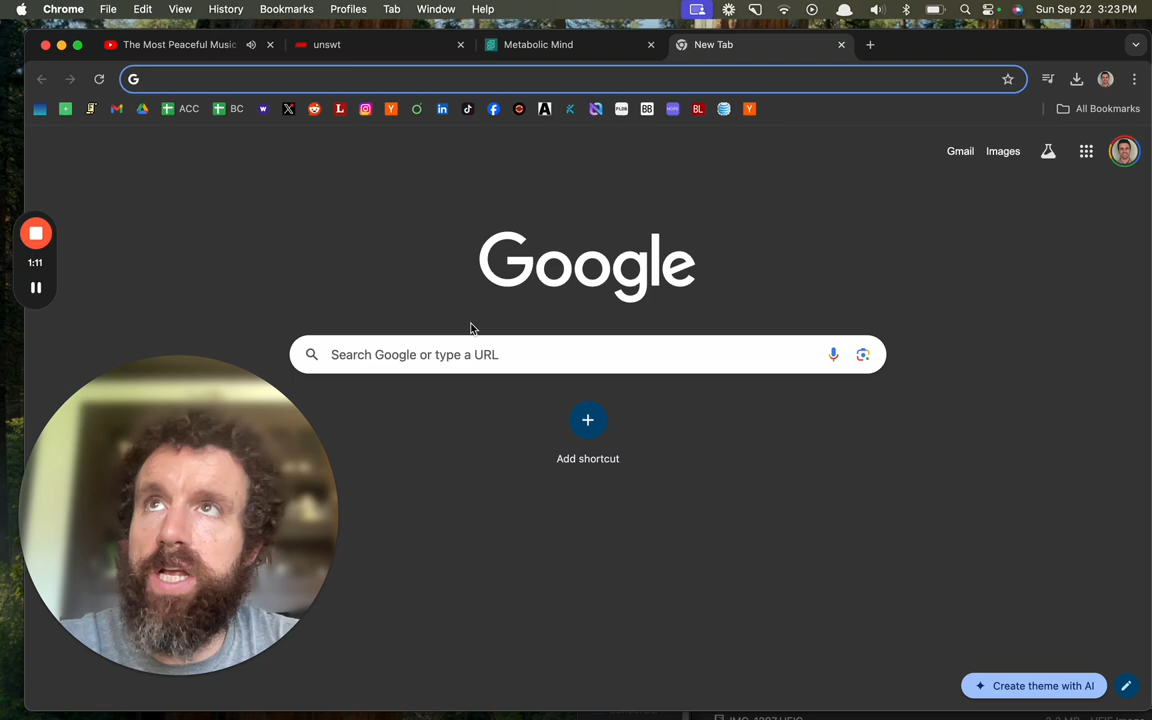 Chrome File Edit View History Bookmarks Profiles Tab Window Help Sun Sep 22 3:23 PM
The Most Peaceful Music unswt Metabolic Mind New Tab
ACC BC All Bookmarks
Gmail Images
1:11
Google
Search Google or type a URL
Add shortcut
Create theme with AI